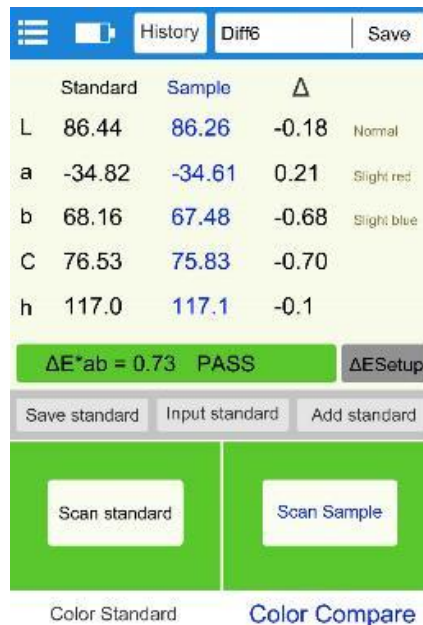 History Diff6 Save
Standard Sample Δ
L 86.44 86.26 -0.18 Normal
a -34.82 -34.61 0.21 Slight red
b 68.16 67.48 -0.68 Slight blue
C 76.53 75.83 -0.70
h 117.0 117.1 -0.1
ΔE*ab = 0.73 PASS ΔESetup
Save standard Input standard Add standard
Scan standard Scan Sample
Color Standard Color Compare